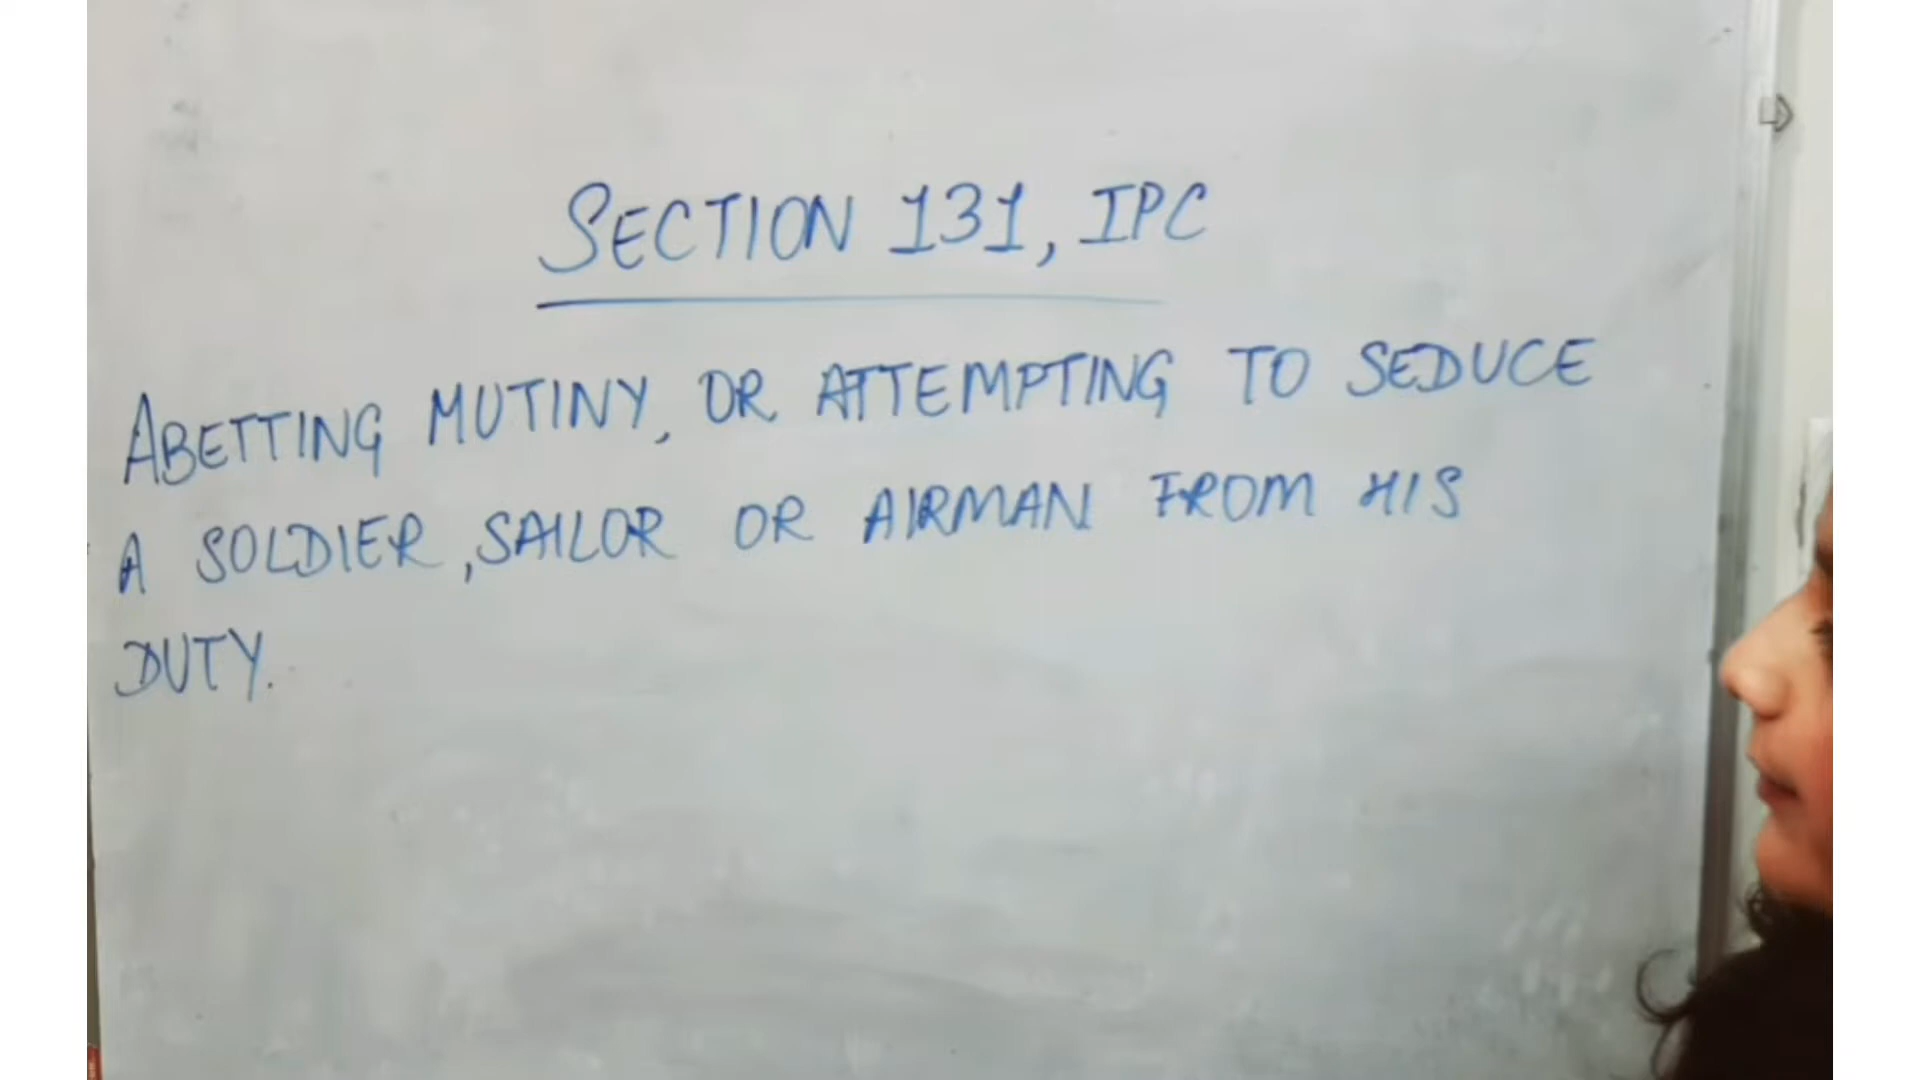 SECTION 131, IPC
ABETTING MUTINY, OR ATTEMPTING TO SEDUCE
A SOLDIER, SAILOR OR AIRMAN FROM HIS
DUTY.